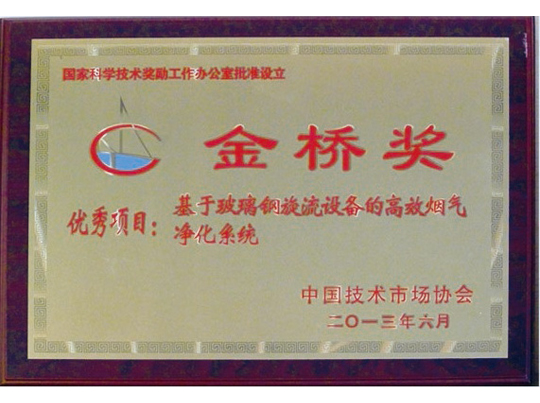 国家科学技术奖励工作办公室批准设立
金桥奖
优秀项目：基于玻璃钢旋流设备的高效烟气
净化系统
中国技术市场协会
二〇一三年六月